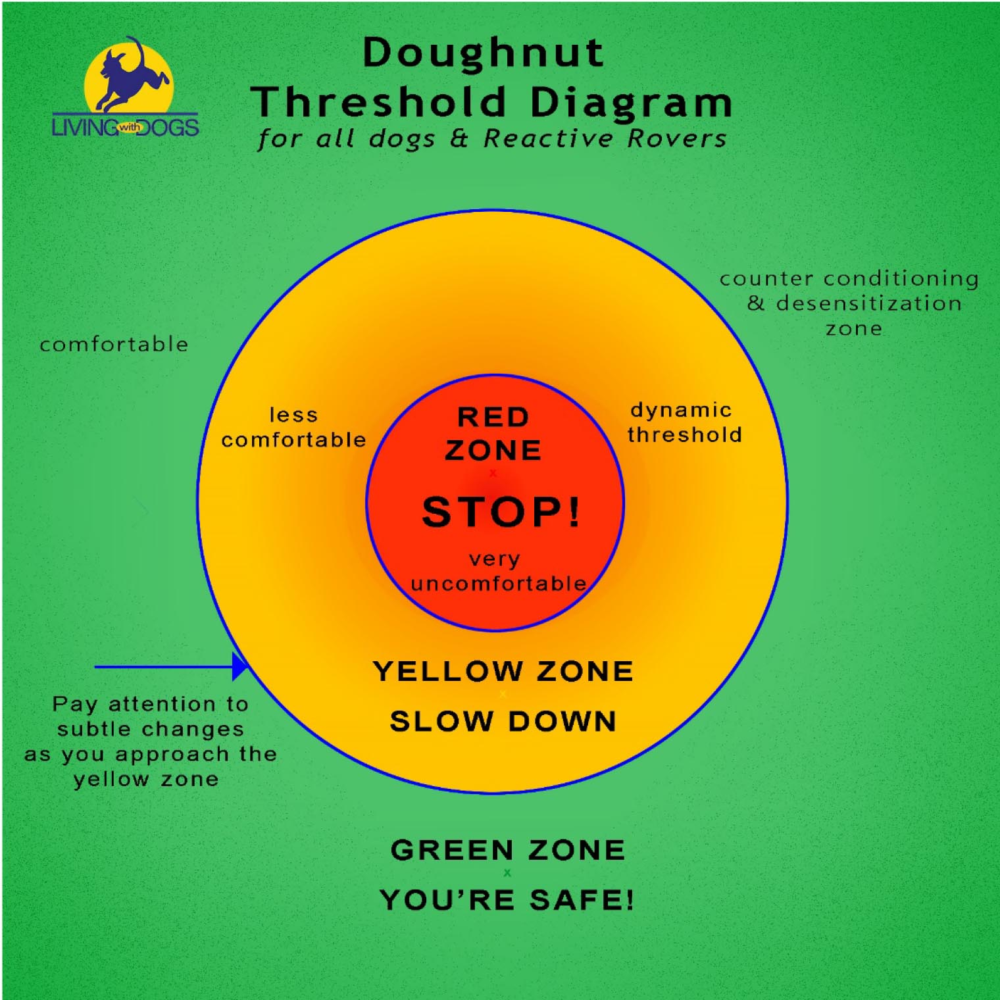 Doughnut
Threshold Diagram
for all dogs & Reactive Rovers
LIVING with DOGS
counter conditioning
& desensitization
zone
comfortable
less
comfortable
RED
ZONE
x
STOP!
very
uncomfortable
dynamic
threshold
YELLOW ZONE
x
SLOW DOWN
Pay attention to
subtle changes
as you approach the
yellow zone
GREEN ZONE
x
YOU’RE SAFE!